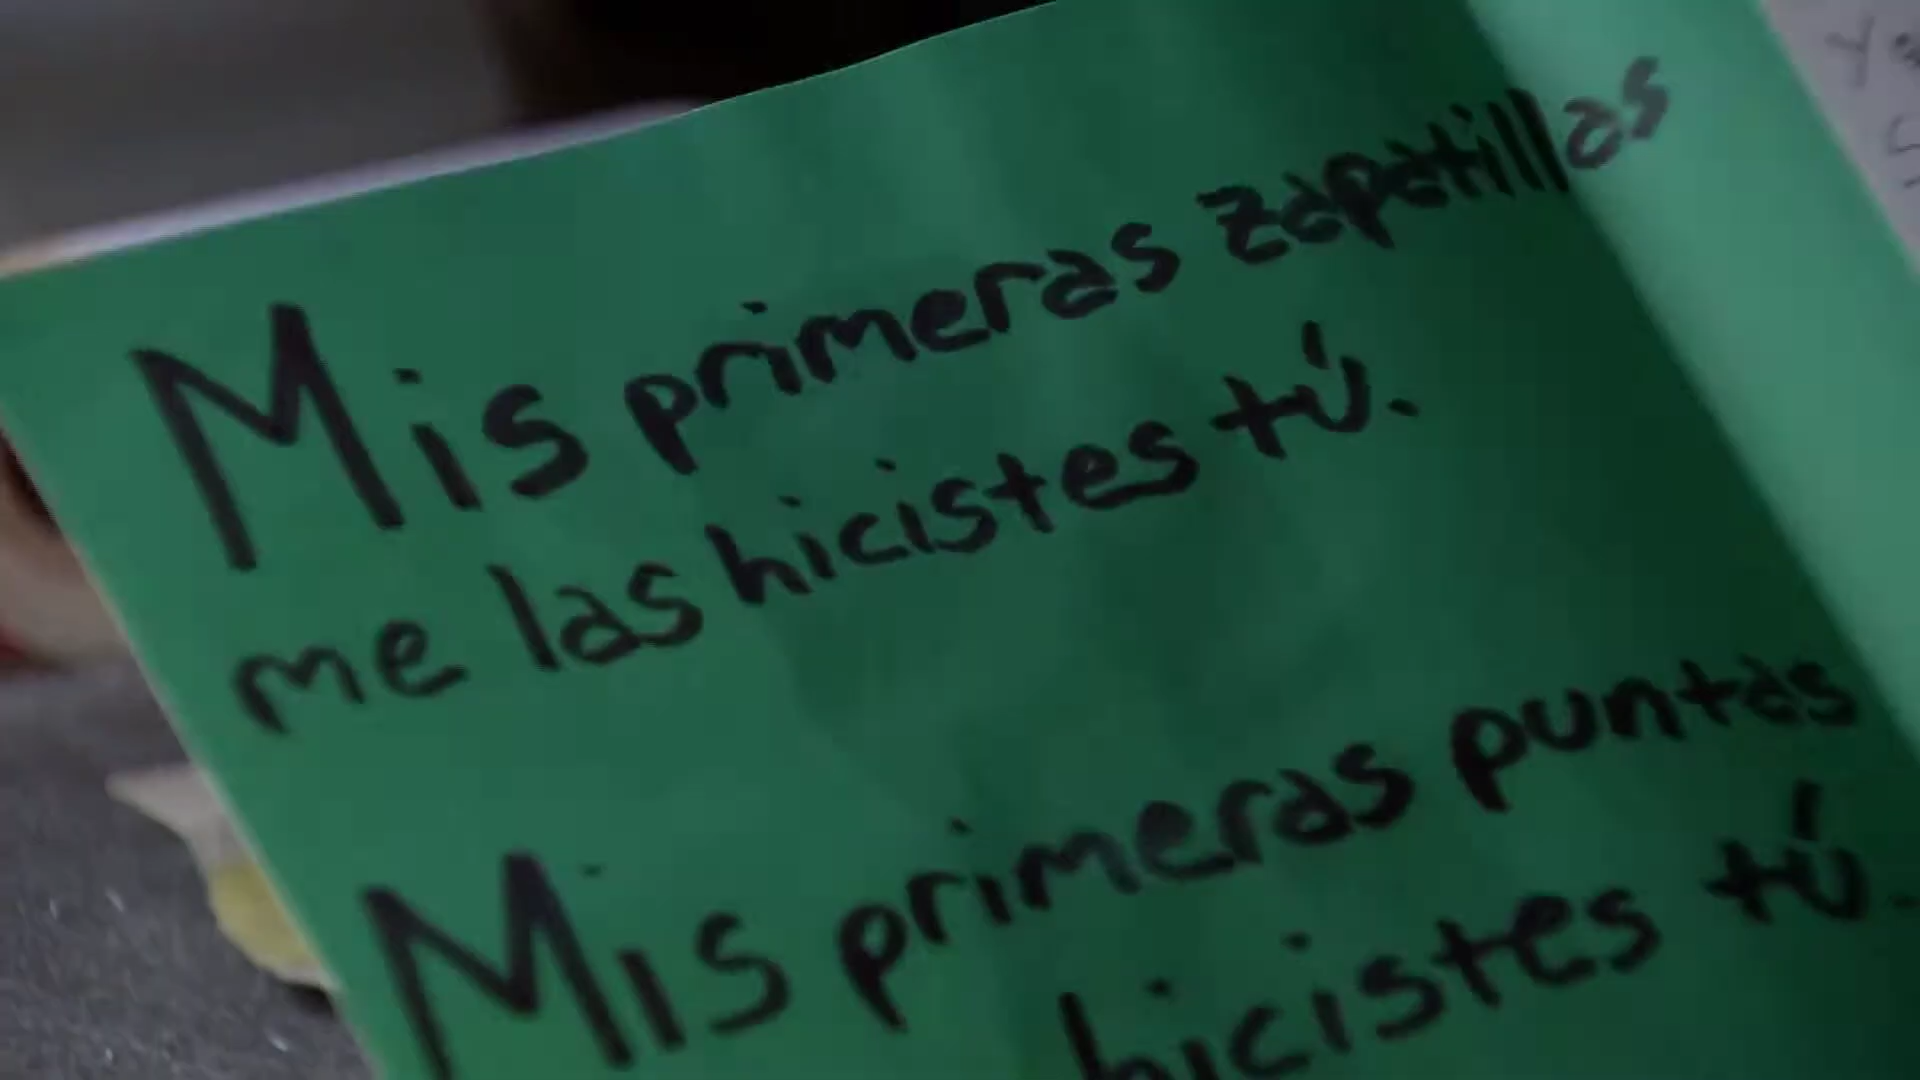 Mis primeras zapatillas
me las hicistes tú.
Mis primeras puntas
hicistes tú.